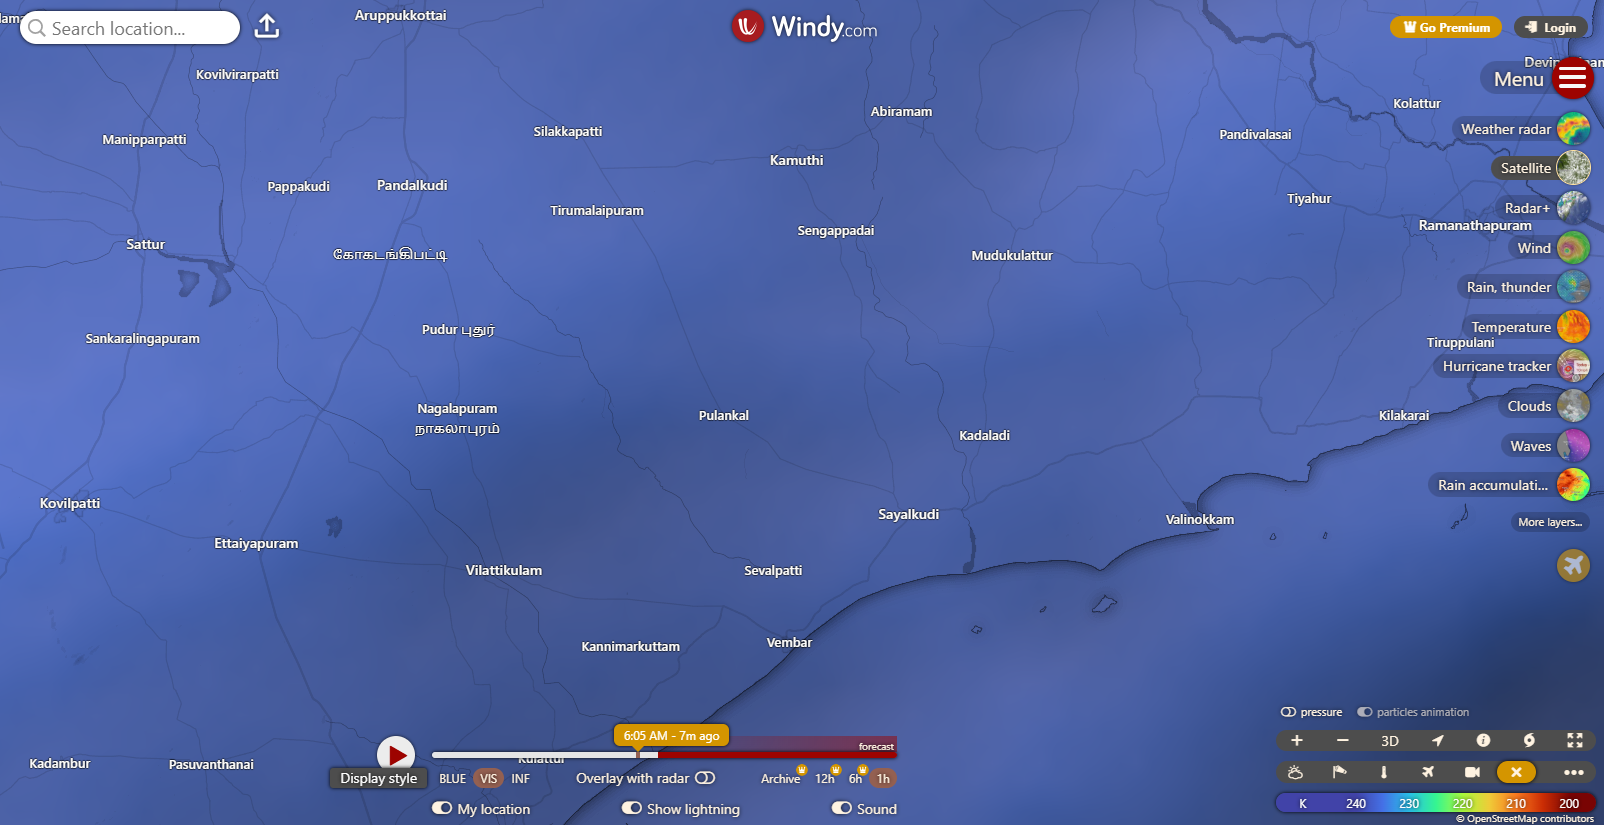 Aruppukkottai
Search location...
Windy.com
Go Premium
Login
Kovilvirarpatti
Menu
Abiramam
Kolattur
Manipparpatti
Silakkapatti
Pandivalasai
Weather radar
Kamuthi
Satellite
Pappakudi
Pandalkudi
Tirumalaipuram
Tiyahur
Radar+
Sengappadai
Ramanathapuram
Sattur
கோகடங்கிபட்டி
Mudukulattur
Wind
Rain, thunder
Sankaralingapuram
Pudur புதுர்
Temperature
Tiruppulani
Hurricane tracker
Nagalapuram
நாகலாபுரம்
Pulankal
Kilakarai
Clouds
Kadaladi
Waves
Rain accumulati...
Kovilpatti
Sayalkudi
Valinokkam
More layers...
Ettaiyapuram
Vilattikulam
Sevalpatti
Kannimarkuttam
Vembar
pressure
particles animation
6:05 AM - 7m ago
forecast
3D
Kadambur
Pasuvanthanai
Kulattur
Display style
BLUE VIS INF
Overlay with radar
Archive 12h 6h 1h
My location
Show lightning
Sound
K 240 230 220 210 200
© OpenStreetMap contributors